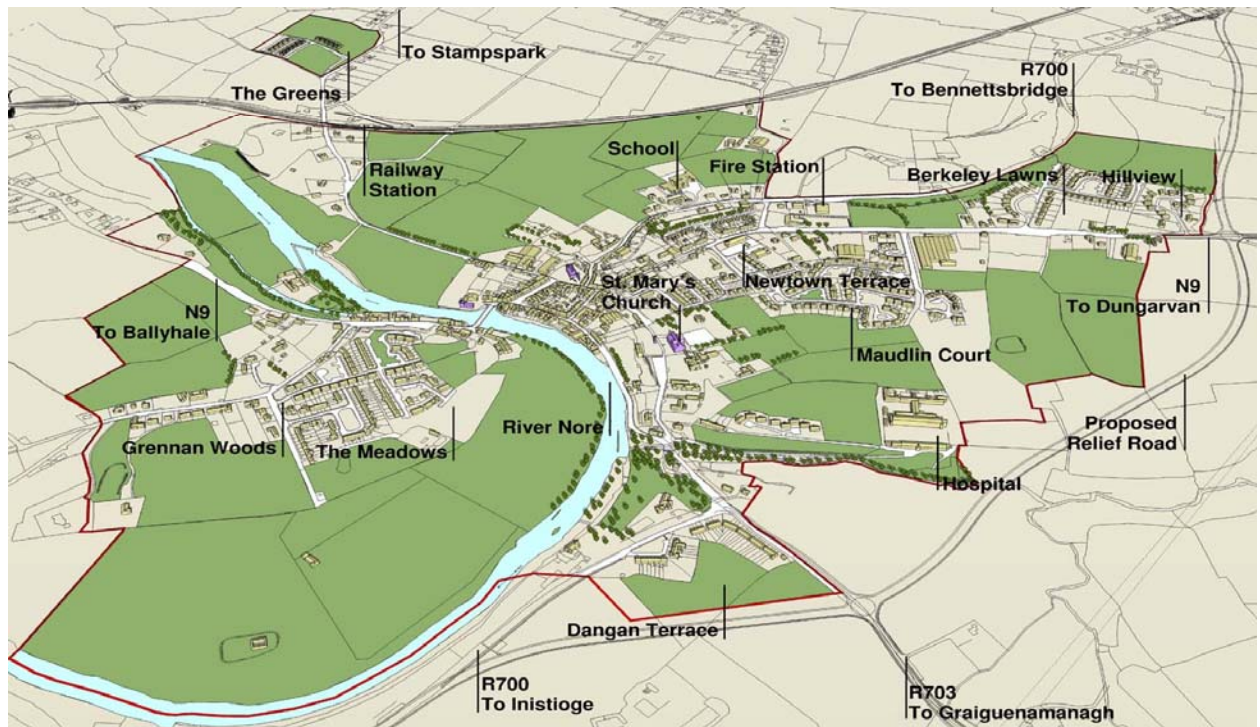 To Stampspark
The Greens
R700
To Bennettsbridge
Railway
Station
School
Fire Station
Berkeley Lawns
Hillview
St. Mary's
Church
Newtown Terrace
N9
To Ballyhale
N9
To Dungarvan
Maudlin Court
Grennan Woods
The Meadows
River Nore
Proposed
Relief Road
Hospital
Dangan Terrace
R700
To Inistioge
R703
To Graiguenamanagh